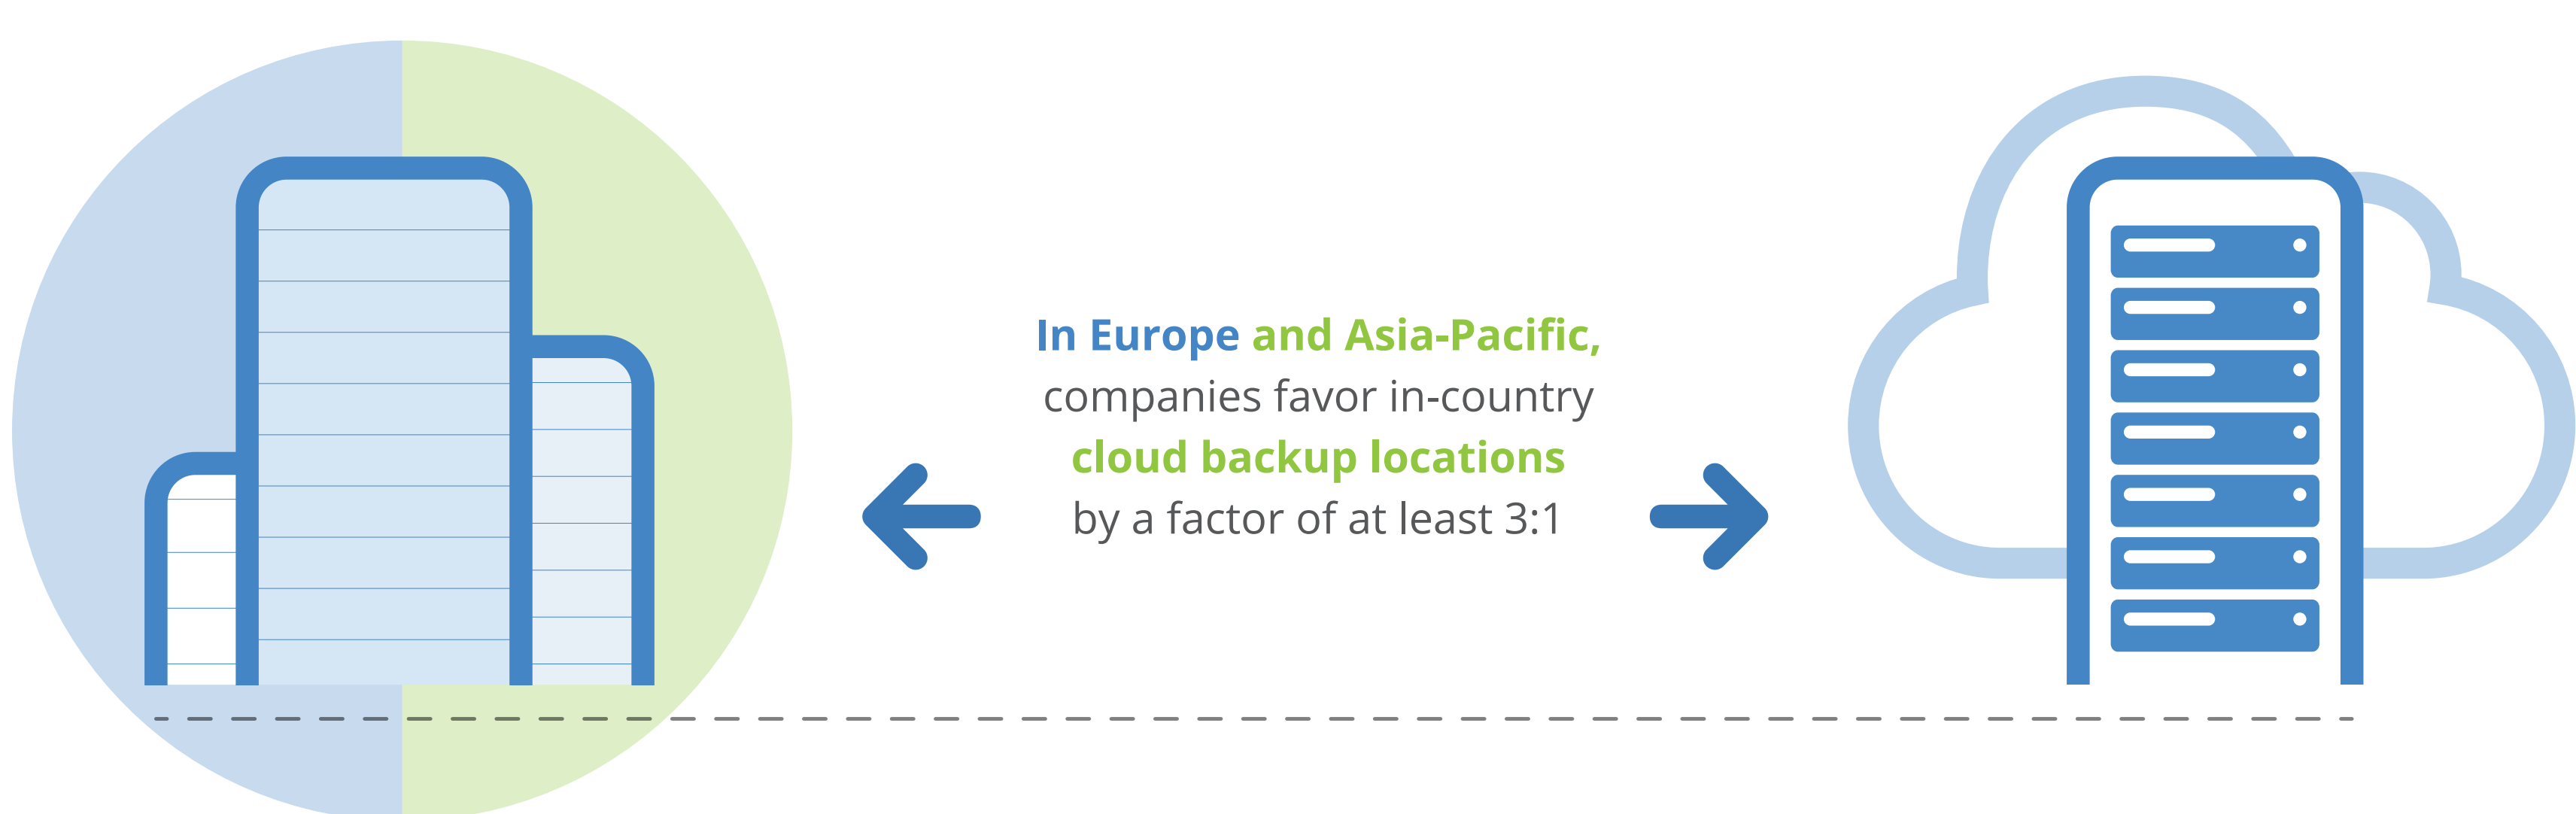 In Europe and Asia-Pacific,
companies favor in-country
cloud backup locations
by a factor of at least 3:1